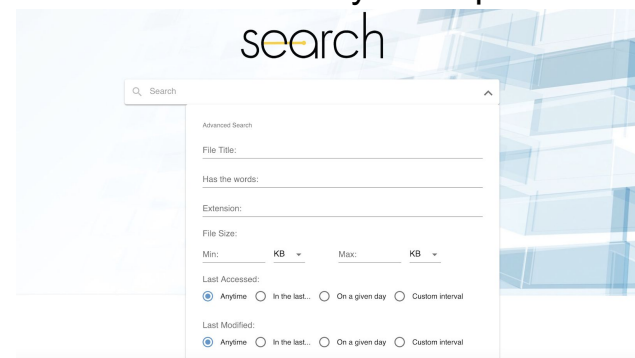 search
Search
Advanced Search
File Title:
Has the words:
Extension:
File Size:
Min: KB Max: KB
Last Accessed:
Anytime In the last... On a given day Custom interval
Last Modified:
Anytime In the last... On a given day Custom interval